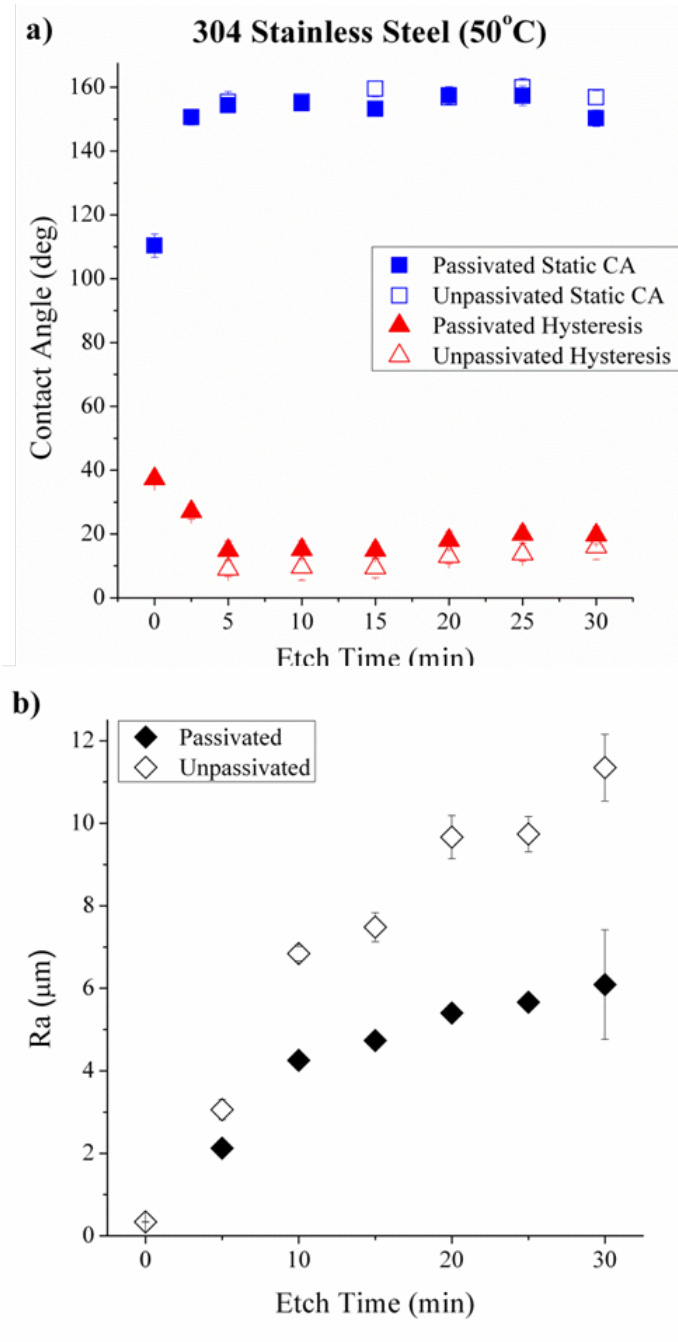 a) 304 Stainless Steel (50°C)
160
140
120
100
80
60
40
20
0
Contact Angle (deg)
Passivated Static CA
Unpassivated Static CA
Passivated Hysteresis
Unpassivated Hysteresis
0 5 10 15 20 25 30
Etch Time (min)
b)
Passivated
Unpassivated
12
10
8
6
4
2
0
Ra (μm)
0 10 20 30
Etch Time (min)